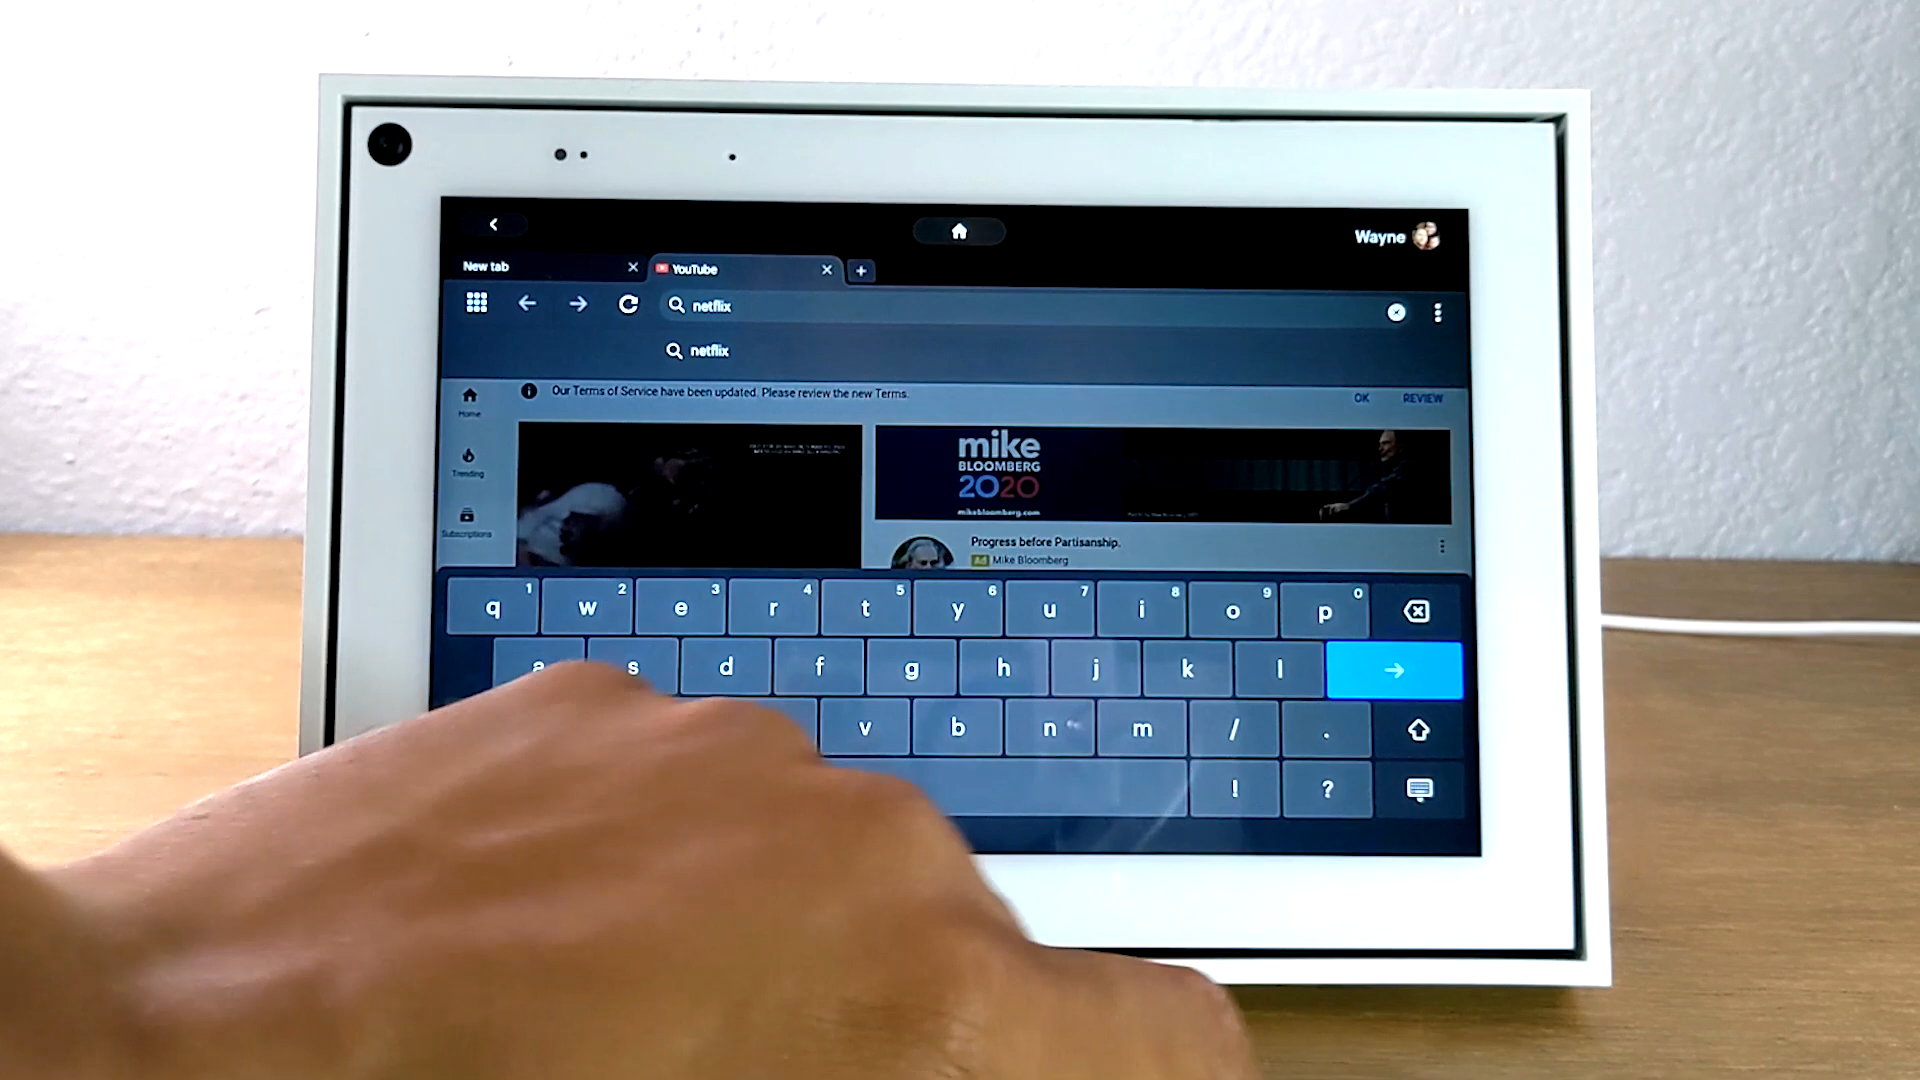 Wayne
New tab
YouTube
netflix
netflix
Our Terms of Service have been updated. Please review the new Terms.
OK
REVIEW
Home
Trending
Subscriptions
mike
BLOOMBERG
2020
mikebloomberg.com
Progress before Partisanship.
Ad Mike Bloomberg
q 1 w 2 e 3 r 4 t 5 y 6 u 7 i 8 o 9 p 0
a s d f g h j k l
v b n m / .
! ?